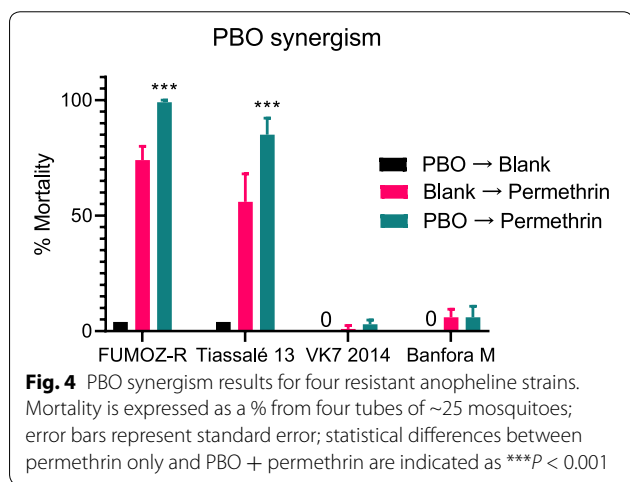 PBO synergism
*** ***
100
50
0
% Mortality
0 0
PBO → Blank
Blank → Permethrin
PBO → Permethrin
FUMOZ-R Tiassalé 13 VK7 2014 Banfora M
Fig. 4 PBO synergism results for four resistant anopheline strains.
Mortality is expressed as a % from four tubes of ~25 mosquitoes;
error bars represent standard error; statistical differences between
permethrin only and PBO + permethrin are indicated as ***P < 0.001